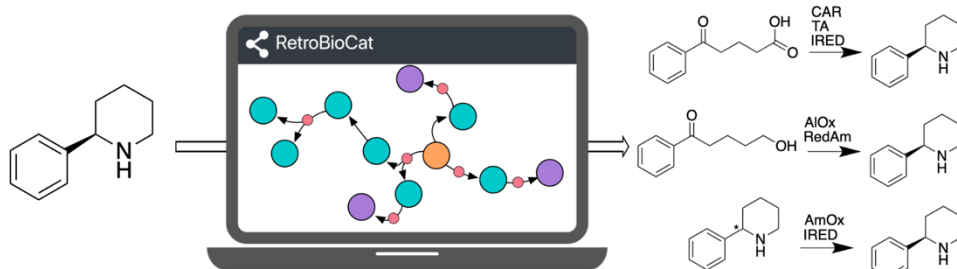 RetroBioCat
N
H
O
OH
O
CAR
TA
IRED
N
H
O
OH
AlOx
RedAm
N
H
*
N
H
AmOx
IRED
N
H